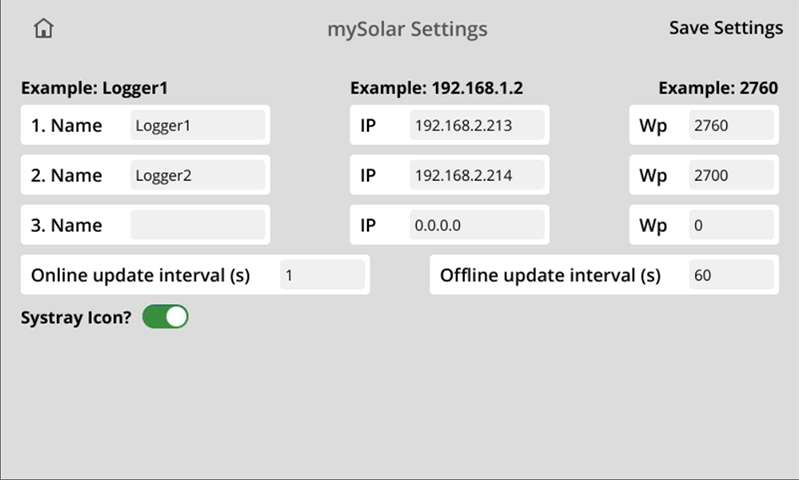 mySolar Settings Save Settings
Example: Logger1 Example: 192.168.1.2 Example: 2760
1. Name Logger1 IP 192.168.2.213 Wp 2760
2. Name Logger2 IP 192.168.2.214 Wp 2700
3. Name IP 0.0.0.0 Wp 0
Online update interval (s) 1 Offline update interval (s) 60
Systray Icon?